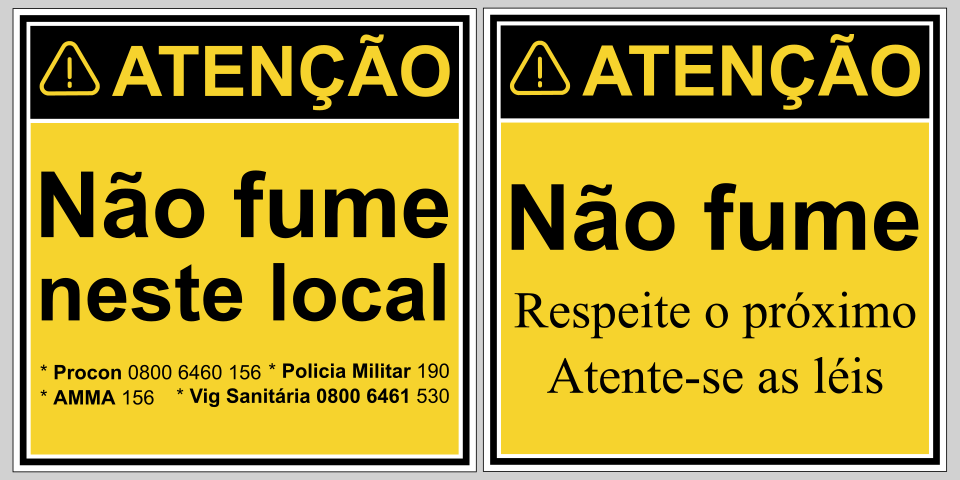 ATENÇÃO
Não fume
neste local
* Procon 0800 6460 156 * Policia Militar 190
* AMMA 156 * Vig Sanitária 0800 6461 530
ATENÇÃO
Não fume
Respeite o próximo
Atente-se as léis